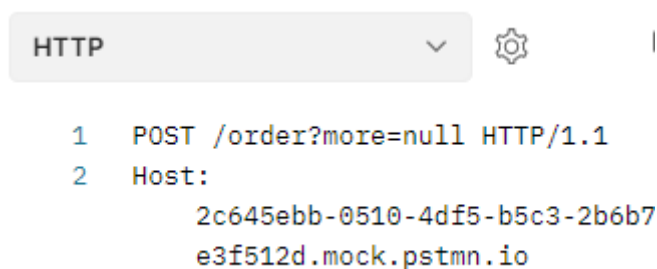 HTTP
1 POST /order?more=null HTTP/1.1
2 Host:
2c645ebb-0510-4df5-b5c3-2b6b7
e3f512d.mock.pstmn.io